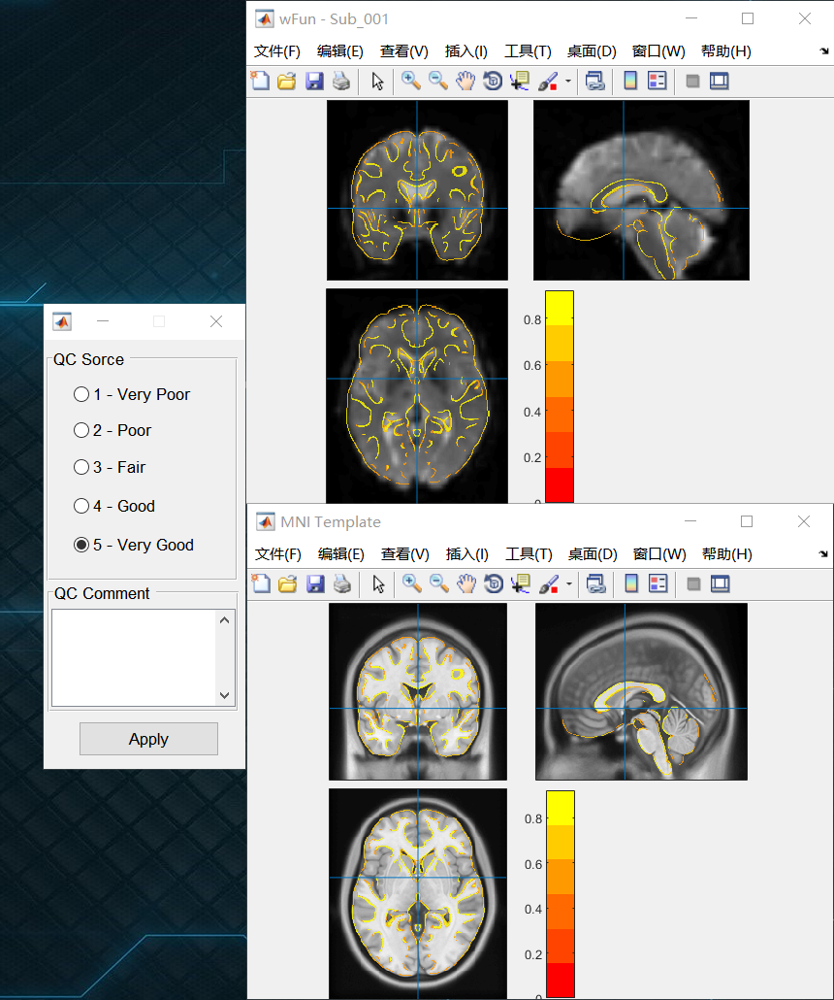 wFun - Sub_001
文件(F) 编辑(E) 查看(V) 插入(I) 工具(T) 桌面(D) 窗口(W) 帮助(H)
0.8
0.6
0.4
0.2
0
QC Sorce
1 - Very Poor
2 - Poor
3 - Fair
4 - Good
5 - Very Good
QC Comment
Apply
MNI Template
文件(F) 编辑(E) 查看(V) 插入(I) 工具(T) 桌面(D) 窗口(W) 帮助(H)
0.8
0.6
0.4
0.2
0